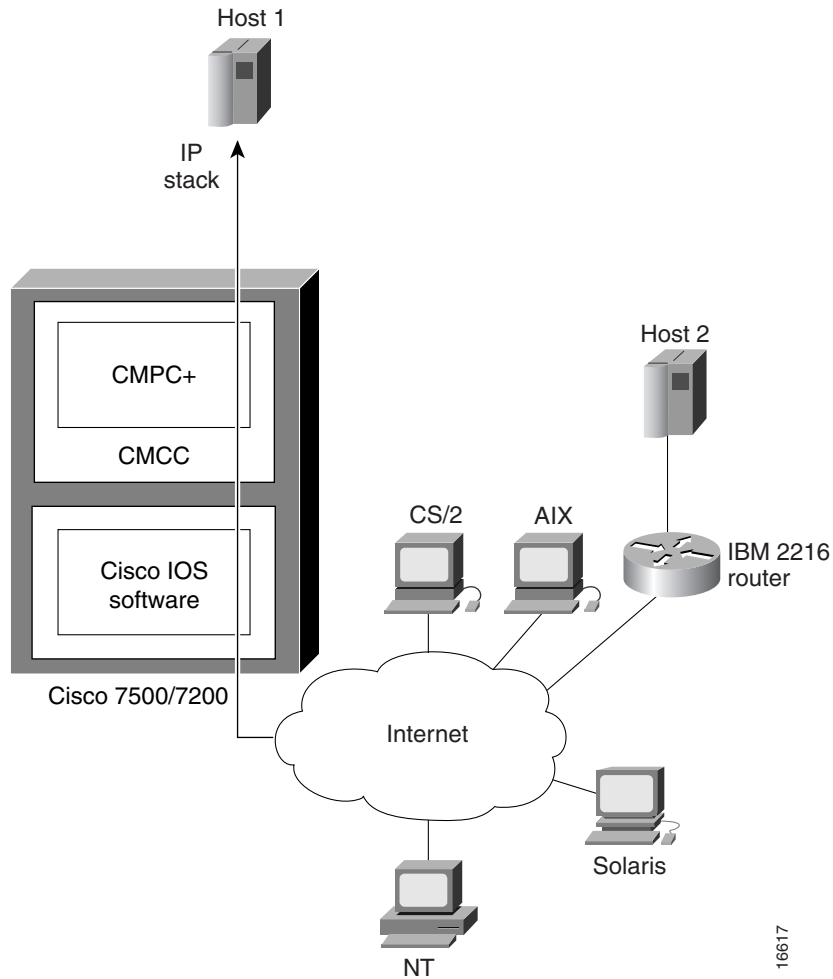 Host 1
IP
stack
CMPC+
CMCC
Cisco IOS
software
Cisco 7500/7200
Host 2
CS/2
AIX
IBM 2216
router
Internet
Solaris
NT
16617